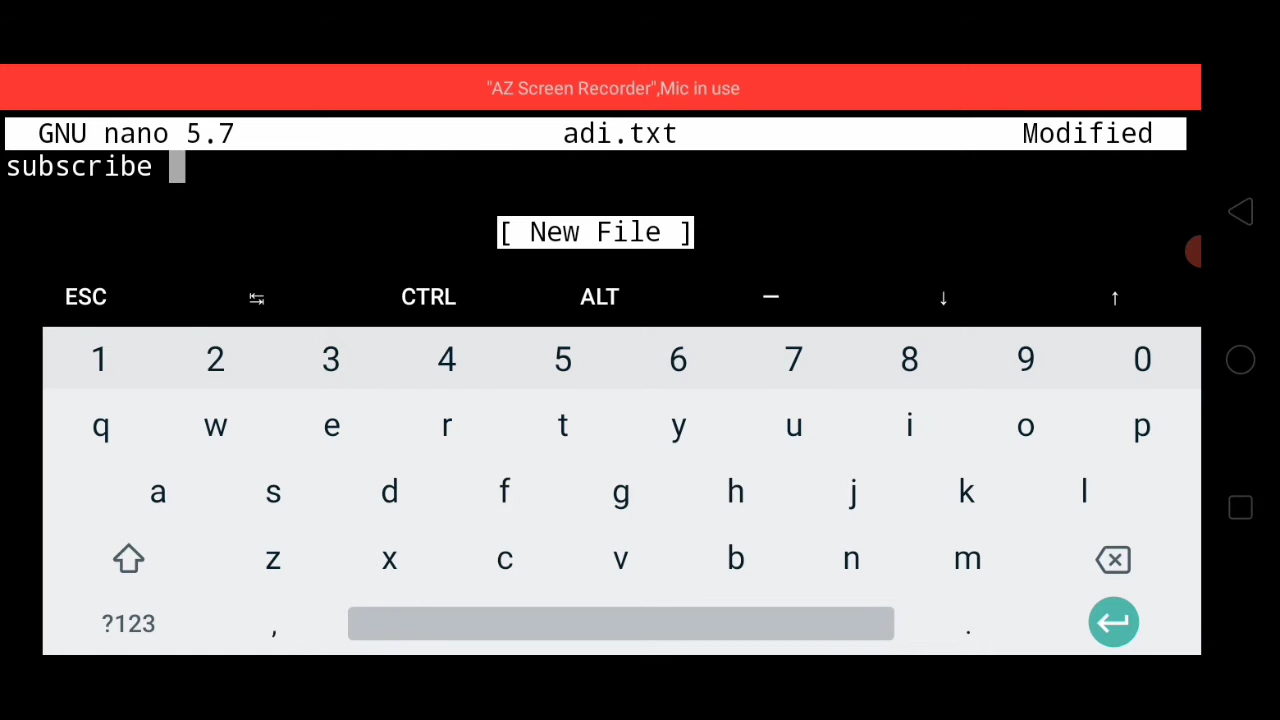 "AZ Screen Recorder",Mic in use
GNU nano 5.7 adi.txt Modified
subscribe
[ New File ]
ESC ↹ CTRL ALT — ↓ ↑
1 2 3 4 5 6 7 8 9 0
q w e r t y u i o p
a s d f g h j k l
z x c v b n m
?123 , .